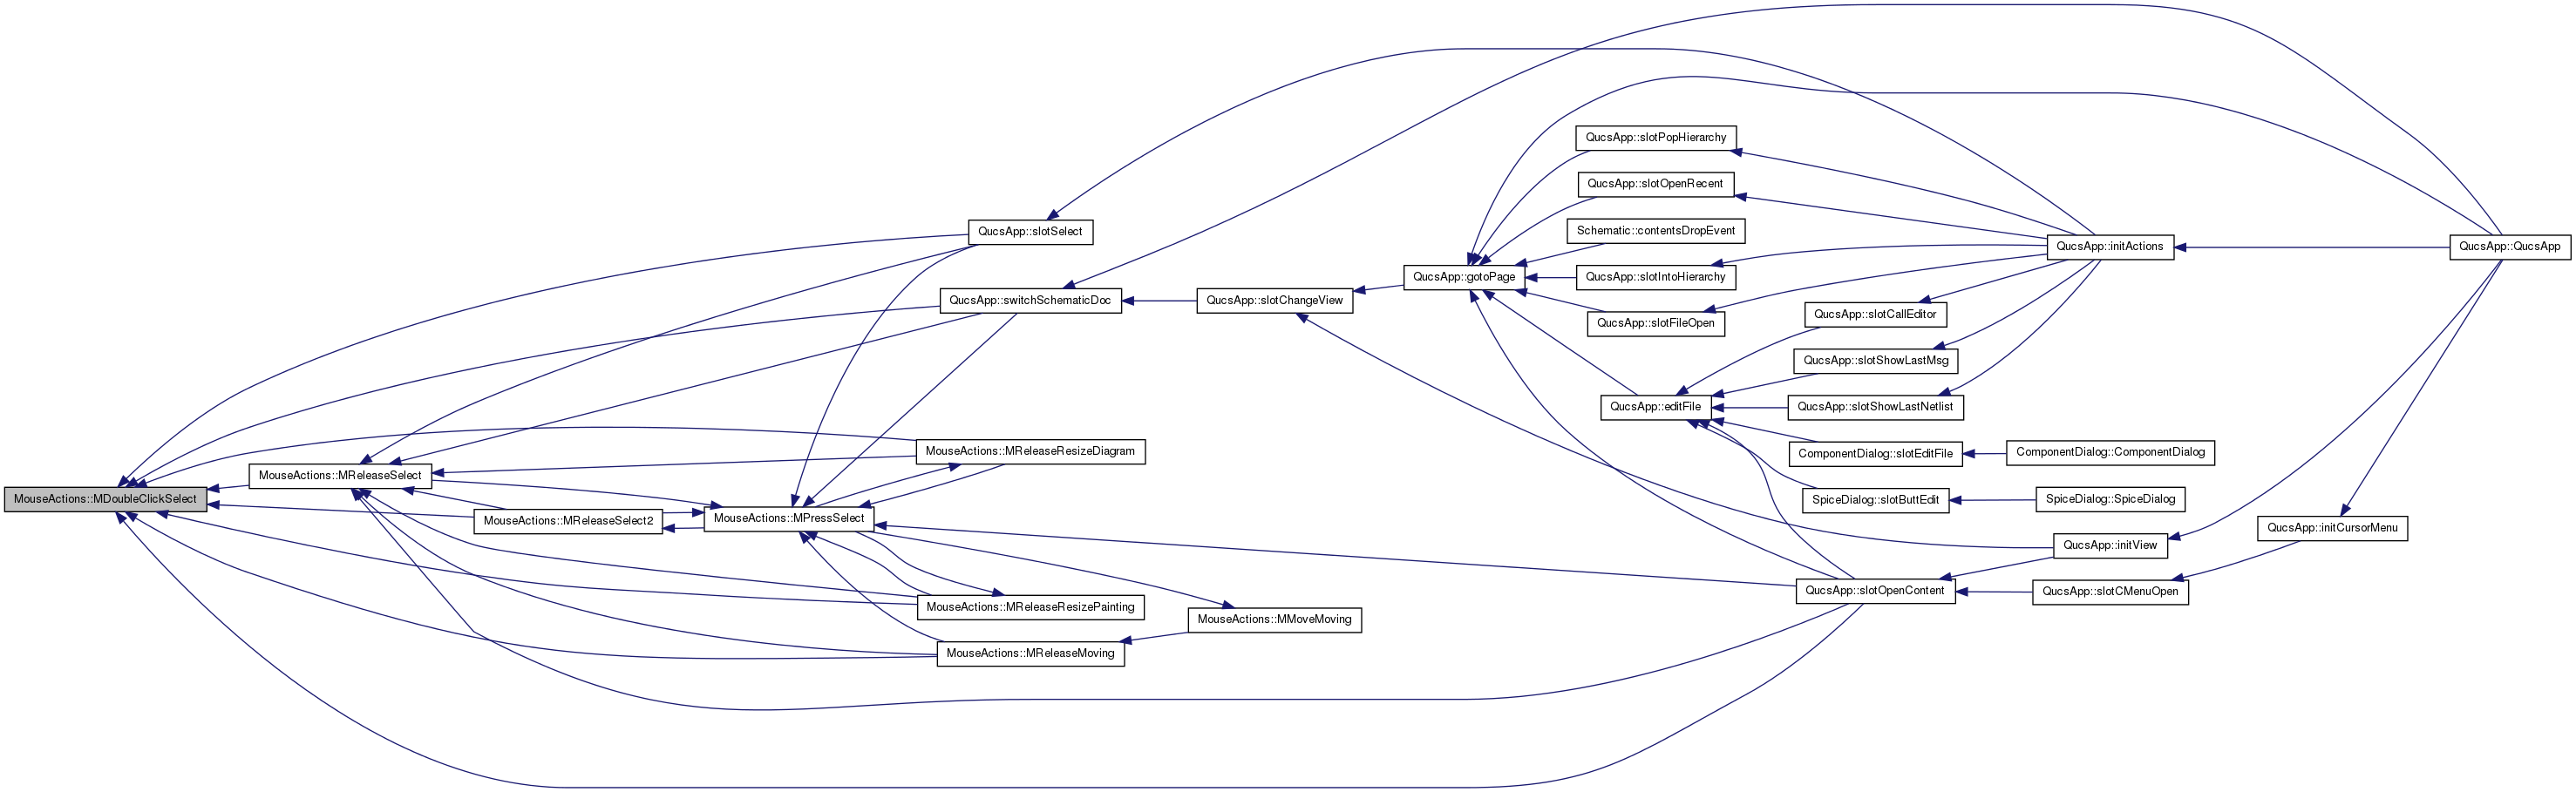 MouseActions::MDoubleClickSelect
MouseActions::MReleaseSelect
MouseActions::MReleaseSelect2
MouseActions::MPressSelect
QucsApp::slotSelect
QucsApp::switchSchematicDoc
MouseActions::MReleaseResizeDiagram
MouseActions::MReleaseResizePainting
MouseActions::MReleaseMoving
QucsApp::slotChangeView
MouseActions::MMoveMoving
QucsApp::gotoPage
QucsApp::slotPopHierarchy
QucsApp::slotOpenRecent
Schematic::contentsDropEvent
QucsApp::slotIntoHierarchy
QucsApp::slotFileOpen
QucsApp::editFile
QucsApp::slotCallEditor
QucsApp::slotShowLastMsg
QucsApp::slotShowLastNetlist
ComponentDialog::slotEditFile
SpiceDialog::slotButtEdit
QucsApp::slotOpenContent
QucsApp::initActions
ComponentDialog::ComponentDialog
SpiceDialog::SpiceDialog
QucsApp::initView
QucsApp::slotCMenuOpen
QucsApp::initCursorMenu
QucsApp::QucsApp